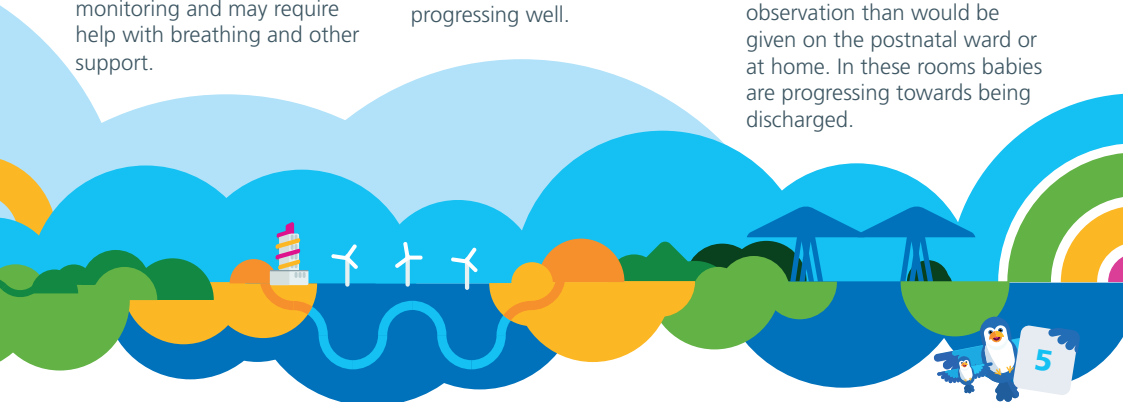 monitoring and may require
help with breathing and other
support.
progressing well.
observation than would be
given on the postnatal ward or
at home. In these rooms babies
are progressing towards being
discharged.
5